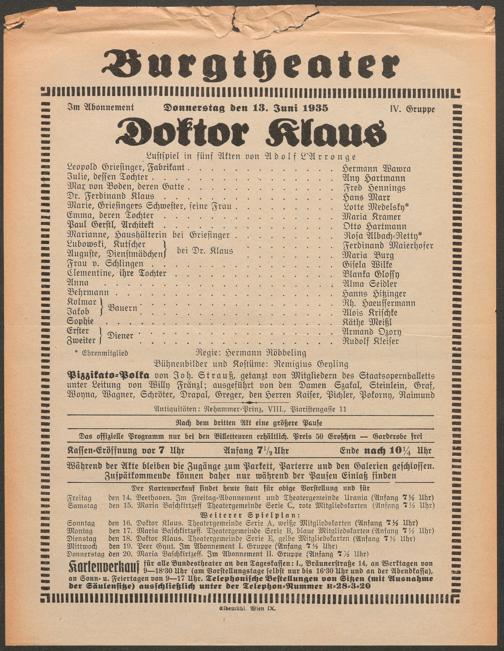 Burgtheater
Im Abonnement Donnerstag den 13. Juni 1935 IV. Gruppe
Doktor Klaus
Lustspiel in fünf Akten von Adolf L'Arronge
Leopold Griesinger, Fabrikant . . . Hermann Wawra
Julie, dessen Tochter . . . Any Hartmann
Max von Boden, deren Gatte . . . Fred Hennings
Dr. Ferdinand Klaus . . . Hans Marr
Marie, Griesingers Schwester, seine Frau . . . Lotte Medelsky*
Emma, deren Tochter . . . Maria Kramer
Paul Gerstl, Architekt . . . Otto Hartmann
Marianne, Haushälterin bei Griesinger . . . Rosa Albach-Retty*
Lubowski, Kutscher } bei Dr. Klaus . . . Ferdinand Maierhofer
Auguste, Dienstmädchen } . . . Maria Burg
Frau v. Schlingen . . . Gisela Wilke
Clementine, ihre Tochter . . . Blanka Glossy
Anna . . . Alma Seidler
Behrmann . . . Hanns Hitzinger
Kolmar } Bauern . . . Rh. Haeussermann
Jakob } . . . Alois Krischke
Sophie . . . Käthe Meißl
Erster } Diener . . . Armand Ozory
Zweiter } . . . Rudolf Kleiser
* Ehrenmitglied Regie: Hermann Röbbeling
Bühnenbilder und Kostüme: Remigius Geyling
Pizzikato-Polka von Joh. Strauß, getanzt von Mitgliedern des Staatsopernballetts
unter Leitung von Willy Fränzl; ausgeführt von den Damen Szakal, Steinlein, Graf,
Woyna, Wagner, Schröter, Drapal, Greger, den Herren Kaiser, Pichler, Pokorny, Raimund
Antiquitäten: Rohammer-Prinz, VIII., Piaristengasse 11
Nach dem dritten Akt eine größere Pause
Das offizielle Programm nur bei den Billetteuren erhältlich. Preis 50 Groschen — Garderobe frei
Kassen-Eröffnung vor 7 Uhr Anfang 7½ Uhr Ende nach 10¼ Uhr
Während der Akte bleiben die Zugänge zum Parkett, Parterre und den Galerien geschlossen.
Zuspätkommende können daher nur während der Pausen Einlaß finden
Der Kartenverkauf findet heute statt für obige Vorstellung und für
Freitag den 14. Beethoven. Im Freitag-Abonnement und Theatergemeinde Urania (Anfang 7½ Uhr)
Samstag den 15. Maria Baschkirtzeff Theatergemeinde Serie C, rote Mitgliedkarten (Anfang 7½ Uhr)
Weiterer Spielplan:
Sonntag den 16. Doktor Klaus. Theatergemeinde Serie A, weiße Mitgliedkarten (Anfang 7½ Uhr)
Montag den 17. Maria Baschkirtzeff. Theatergemeinde Serie B, blaue Mitgliedkarten (Anfang 7½ Uhr)
Dienstag den 18. Doktor Klaus. Theatergemeinde Serie E, gelbe Mitgliedkarten (Anfang 7½ Uhr)
Mittwoch den 19. Peer Gynt. Im Abonnement I. Gruppe (Anfang 7 Uhr)
Donnerstag den 20. Maria Baschkirtzeff. Im Abonnement II. Gruppe (Anfang 7½ Uhr)
Kartenverkauf für alle Bundestheater an den Tageskassen: I., Bräunerstraße 14, an Werktagen von
9—18·30 Uhr (am Vorstellungstage selbst nur bis 16·30 Uhr und an der Abendkassa),
an Sonn- u. Feiertagen von 9—17 Uhr. Telephonische Bestellungen von Sitzen (mit Ausnahme
der Säulensitze) ausschließlich unter der Telephon-Nummer R-28-3-20
Elbemühl, Wien IX.